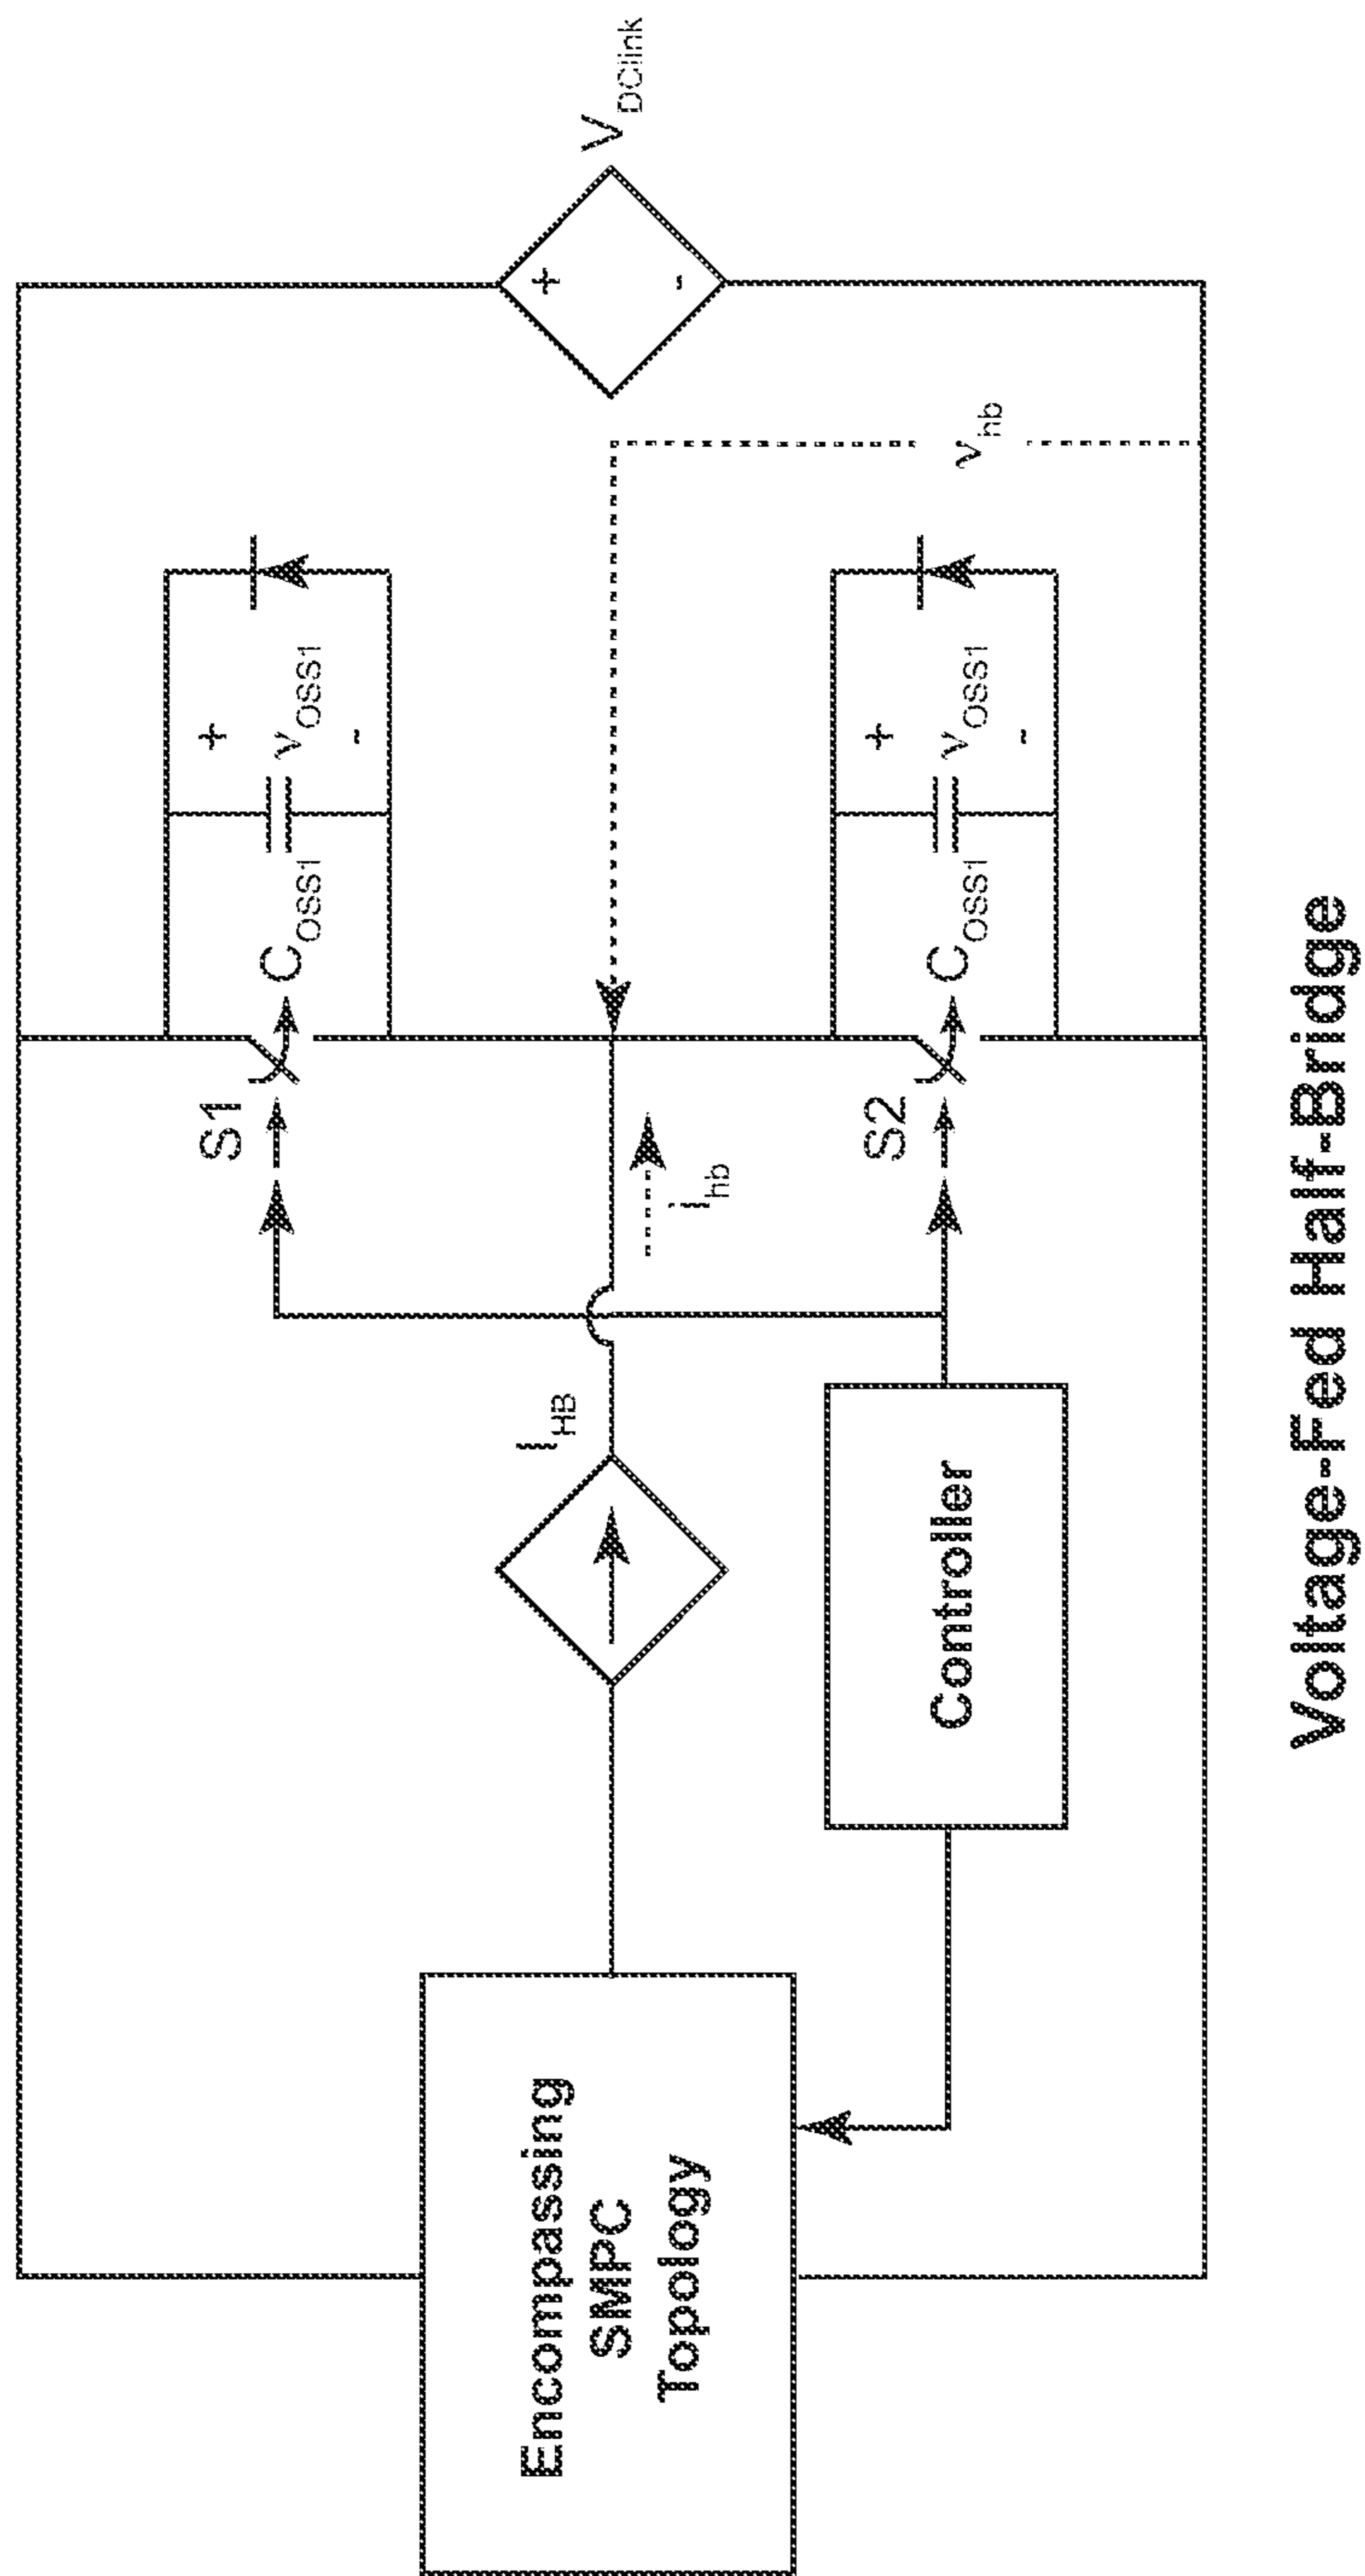 S1
C_OSS1
+
v_OSS1
-
I_HB
i_hb
+
-
V_DClink
Encompassing
SMPC
Topology
Controller
S2
C_OSS1
+
v_OSS1
-
v_hb
Voltage-Fed Half-Bridge